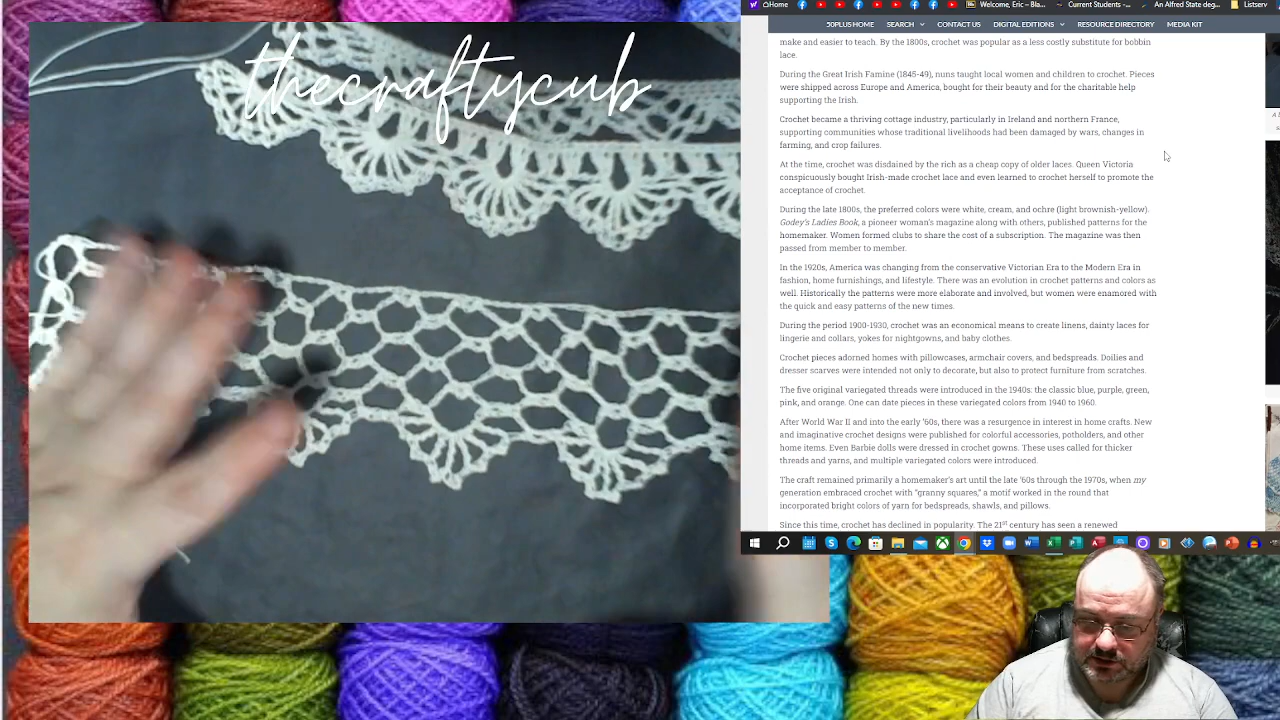 Home
Welcome, Eric – Bla...
Current Students -...
An Alfred State deg...
Listserv
50PLUS HOME SEARCH CONTACT US DIGITAL EDITIONS RESOURCE DIRECTORY MEDIA KIT
thecraftycub
make and easier to teach. By the 1800s, crochet was popular as a less costly substitute for bobbin
lace.
During the Great Irish Famine (1845-49), nuns taught local women and children to crochet. Pieces
were shipped across Europe and America, bought for their beauty and for the charitable help
supporting the Irish.
Crochet became a thriving cottage industry, particularly in Ireland and northern France,
supporting communities whose traditional livelihoods had been damaged by wars, changes in
farming, and crop failures.
At the time, crochet was disdained by the rich as a cheap copy of older laces. Queen Victoria
conspicuously bought Irish-made crochet lace and even learned to crochet herself to promote the
acceptance of crochet.
During the late 1800s, the preferred colors were white, cream, and ochre (light brownish-yellow).
Godey's Ladies Book, a pioneer woman's magazine along with others, published patterns for the
homemaker. Women formed clubs to share the cost of a subscription. The magazine was then
passed from member to member.
In the 1920s, America was changing from the conservative Victorian Era to the Modern Era in
fashion, home furnishings, and lifestyle. There was an evolution in crochet patterns and colors as
well. Historically the patterns were more elaborate and involved, but women were enamored with
the quick and easy patterns of the new times.
During the period 1900-1930, crochet was an economical means to create linens, dainty laces for
lingerie and collars, yokes for nightgowns, and baby clothes.
Crochet pieces adorned homes with pillowcases, armchair covers, and bedspreads. Doilies and
dresser scarves were intended not only to decorate, but also to protect furniture from scratches.
The five original variegated threads were introduced in the 1940s: the classic blue, purple, green,
pink, and orange. One can date pieces in these variegated colors from 1940 to 1960.
After World War II and into the early '60s, there was a resurgence in interest in home crafts. New
and imaginative crochet designs were published for colorful accessories, potholders, and other
home items. Even Barbie dolls were dressed in crochet gowns. These uses called for thicker
threads and yarns, and multiple variegated colors were introduced.
The craft remained primarily a homemaker's art until the late '60s through the 1970s, when my
generation embraced crochet with "granny squares," a motif worked in the round that
incorporated bright colors of yarn for bedspreads, shawls, and pillows.
Since this time, crochet has declined in popularity. The 21st century has seen a renewed